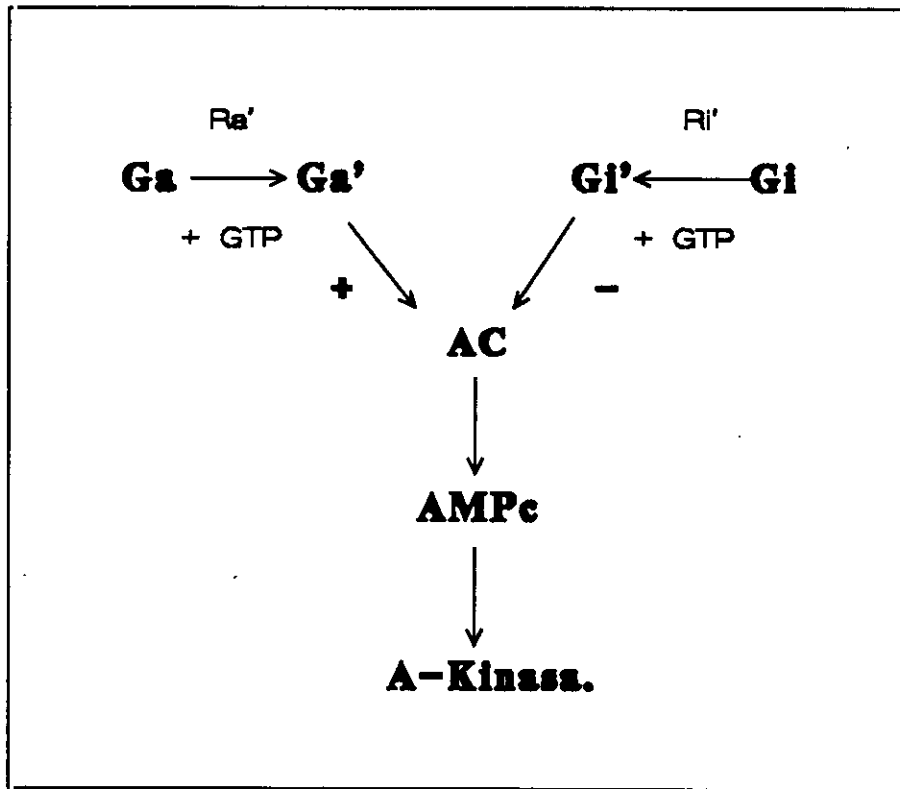 Ra' Ri'
Ga Ga' Gi' Gi
+ GTP + GTP
+ -
AC
AMPc
A-Kinasa.